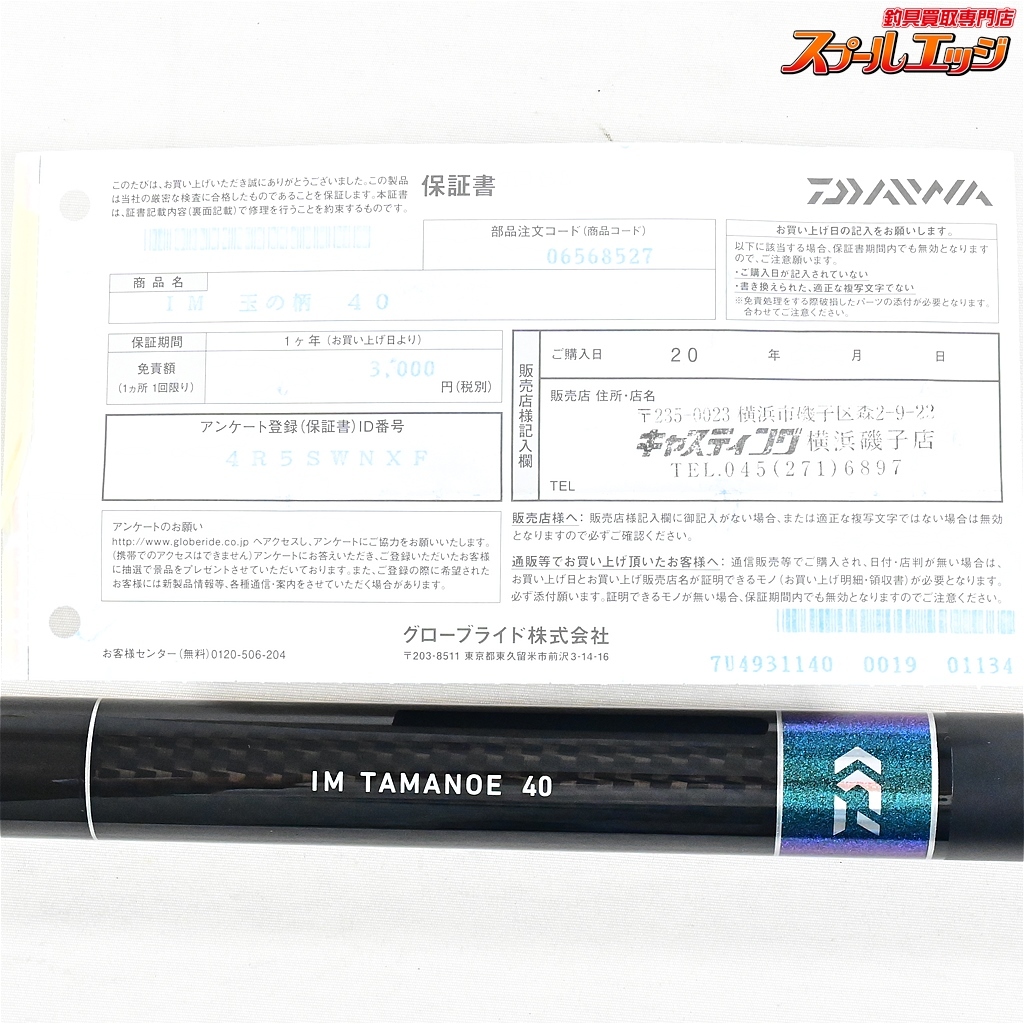 釣具買取専門店
スプールエッジ
このたびは、お買い上げいただき誠にありがとうございました。この製品
は当社の厳密な検査に合格したものであることを保証します。本証書
は、証書記載内容(裏面記載)で修理を行うことを約束するものです。
保証書
DAIWA
部品注文コード(商品コード)
06568527
商品名
IM 玉の柄 40
お買い上げ日の記入をお願いします。
以下に該当する場合、保証書期間内でも無効となります
ので、ご注意願います。
・ご購入日が記入されていない
・書き換えられた、適正な複写文字でない
※免責処理をする際破損したパーツの添付が必要となります。
合わせてご注意ください。
保証期間
1ヶ年(お買い上げ日より)
免責額
(1ヵ所 1回限り)
3,000
円(税別)
アンケート登録(保証書)ID番号
4R5SWNXF
販売店様記入欄
ご購入日 20 年 月 日
販売店 住所・店名
〒235-0023 横浜市磯子区森2-9-22
キャスティング横浜磯子店
TEL.045(271)6897
TEL
アンケートのお願い
http://www.globeride.co.jp へアクセスし、アンケートにご協力をお願いいたします。
(携帯でのアクセスはできません)アンケートにお答えいただき、ご登録いただいたお客様
に抽選で景品をプレゼントさせていただいております。また、ご登録の際に希望された
お客様には新製品情報等、各種通信・案内をさせていただく場合があります。
販売店様へ:販売店様記入欄に御記入がない場合、または適正な複写文字ではない場合は無効
となりますので必ずご確認ください。
通販等でお買い上げ頂いたお客様へ:通信販売等でご購入され、日付・店判が無い場合は、
お買い上げ日とお買い上げ販売店名が証明できるモノ(お買い上げ明細・領収書)が必要となります。
必ず添付願います。証明できるモノが無い場合、保証期間内でも無効となりますのでご注意ください。
お客様センター(無料)0120-506-204
グローブライド株式会社
〒203-8511 東京都東久留米市前沢3-14-16
7U4931140 0019 01134
IM TAMANOE 40